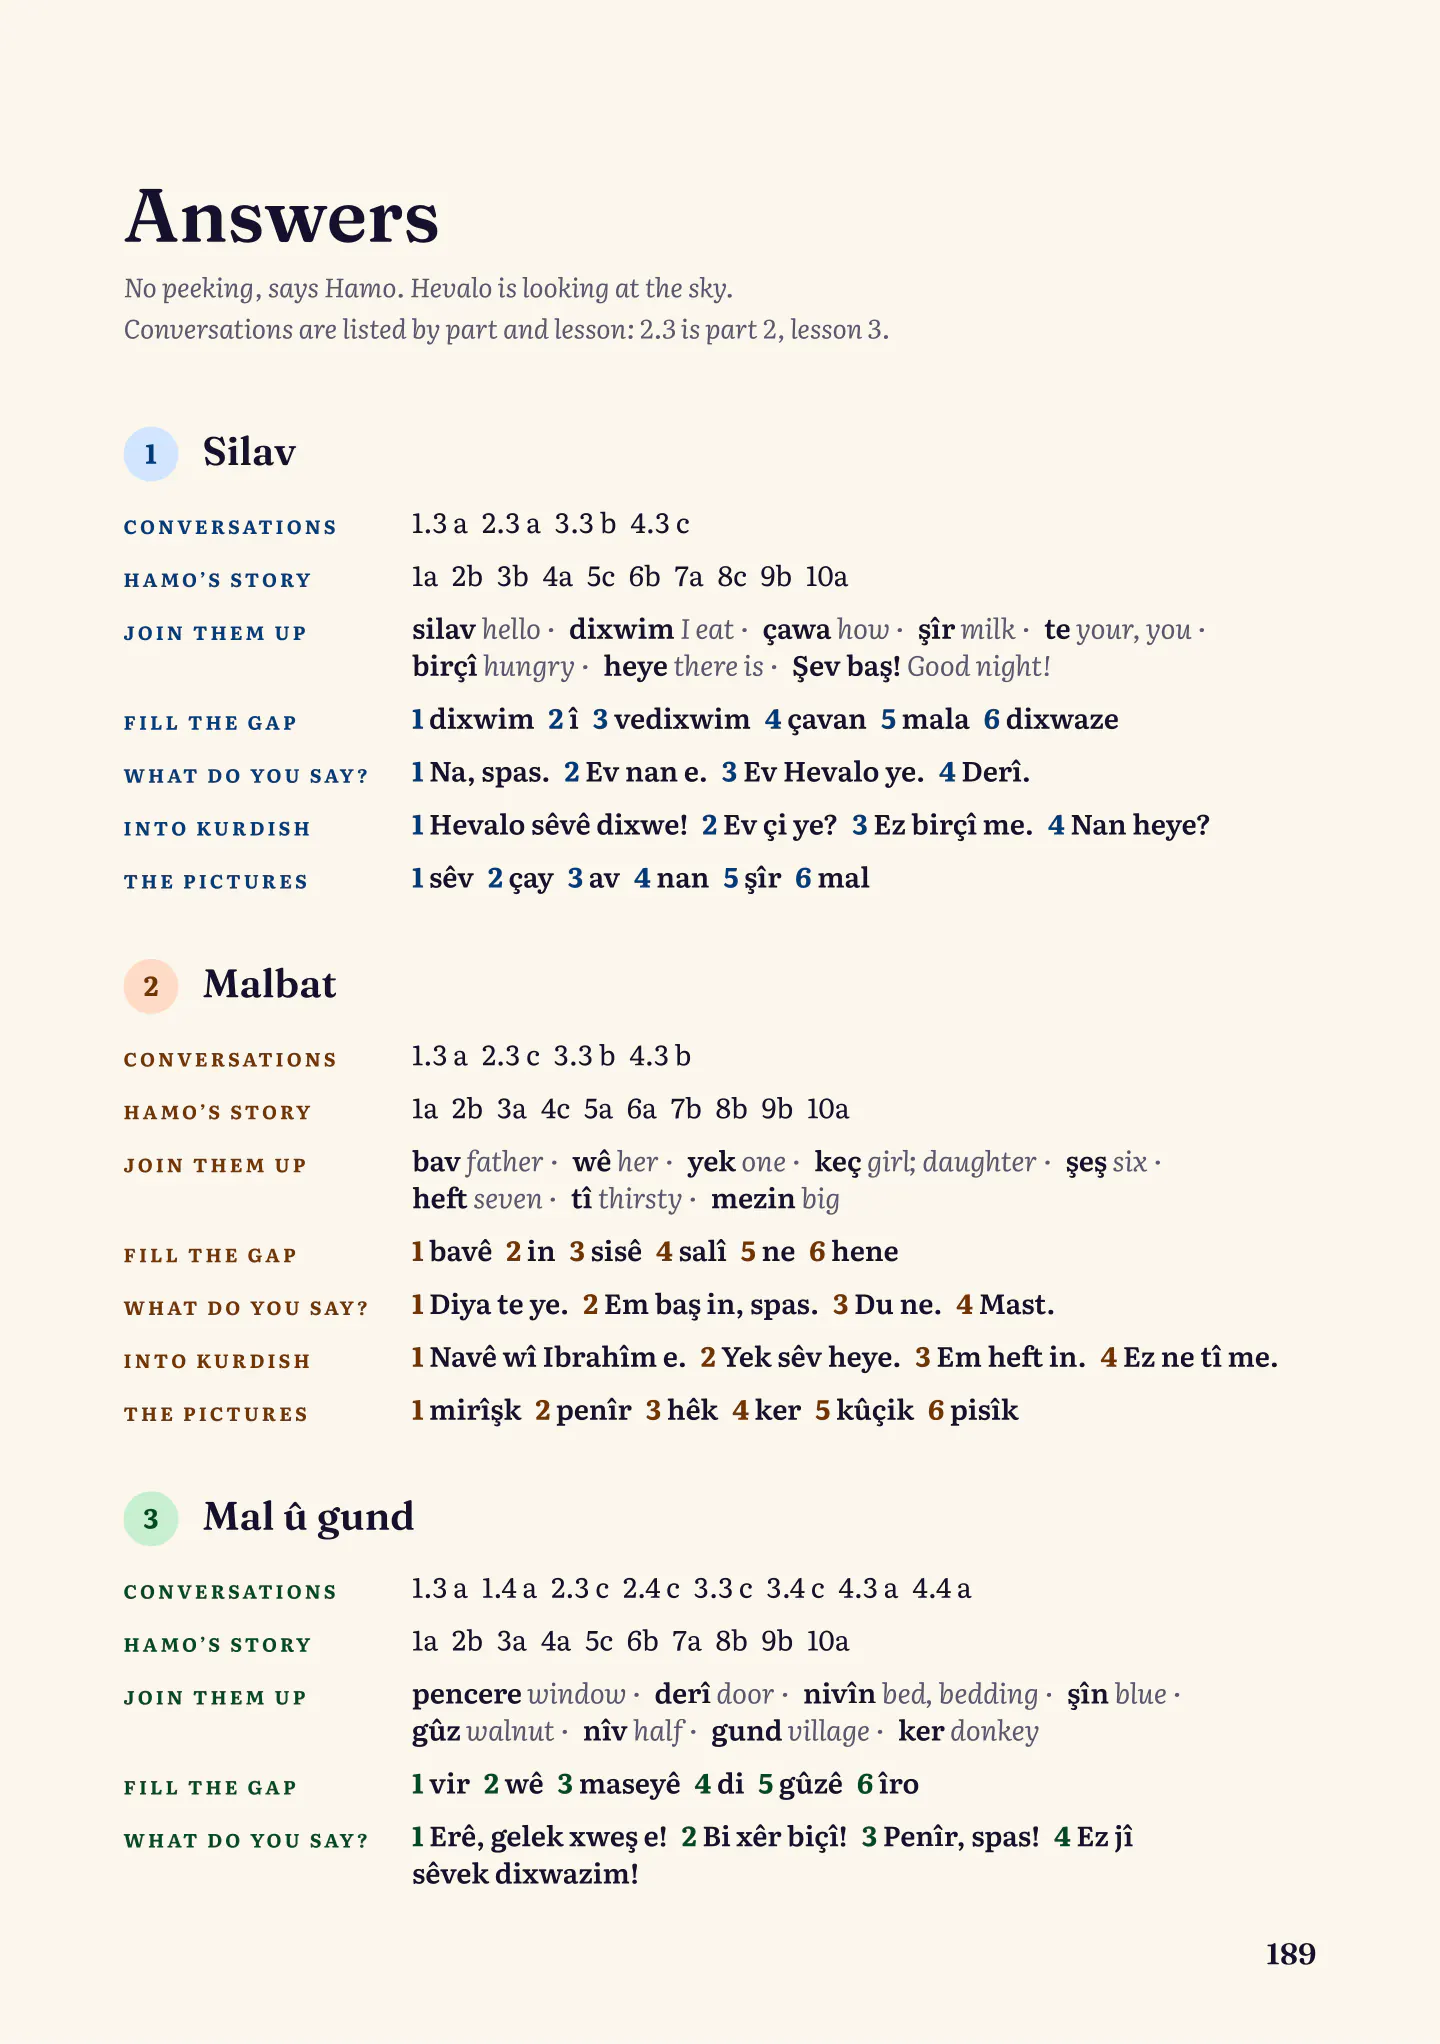 Answers
No peeking, says Hamo. Hevalo is looking at the sky.
Conversations are listed by part and lesson: 2.3 is part 2, lesson 3.
1 Silav
CONVERSATIONS 1.3 a 2.3 a 3.3 b 4.3 c
HAMO’S STORY 1a 2b 3b 4a 5c 6b 7a 8c 9b 10a
JOIN THEM UP silav hello · dixwim I eat · çawa how · şîr milk · te your, you ·
birçî hungry · heye there is · Şev baş! Good night!
FILL THE GAP 1 dixwim 2 î 3 vedixwim 4 çavan 5 mala 6 dixwaze
WHAT DO YOU SAY? 1 Na, spas. 2 Ev nan e. 3 Ev Hevalo ye. 4 Derî.
INTO KURDISH 1 Hevalo sêvê dixwe! 2 Ev çi ye? 3 Ez birçî me. 4 Nan heye?
THE PICTURES 1 sêv 2 çay 3 av 4 nan 5 şîr 6 mal
2 Malbat
CONVERSATIONS 1.3 a 2.3 c 3.3 b 4.3 b
HAMO’S STORY 1a 2b 3a 4c 5a 6a 7b 8b 9b 10a
JOIN THEM UP bav father · wê her · yek one · keç girl; daughter · şeş six ·
heft seven · tî thirsty · mezin big
FILL THE GAP 1 bavê 2 in 3 sisê 4 salî 5 ne 6 hene
WHAT DO YOU SAY? 1 Diya te ye. 2 Em baş in, spas. 3 Du ne. 4 Mast.
INTO KURDISH 1 Navê wî Ibrahîm e. 2 Yek sêv heye. 3 Em heft in. 4 Ez ne tî me.
THE PICTURES 1 mirîşk 2 penîr 3 hêk 4 ker 5 kûçik 6 pisîk
3 Mal û gund
CONVERSATIONS 1.3 a 1.4 a 2.3 c 2.4 c 3.3 c 3.4 c 4.3 a 4.4 a
HAMO’S STORY 1a 2b 3a 4a 5c 6b 7a 8b 9b 10a
JOIN THEM UP pencere window · derî door · nivîn bed, bedding · şîn blue ·
gûz walnut · nîv half · gund village · ker donkey
FILL THE GAP 1 vir 2 wê 3 maseyê 4 di 5 gûzê 6 îro
WHAT DO YOU SAY? 1 Erê, gelek xweş e! 2 Bi xêr biçî! 3 Penîr, spas! 4 Ez jî
sêvek dixwazim!
189